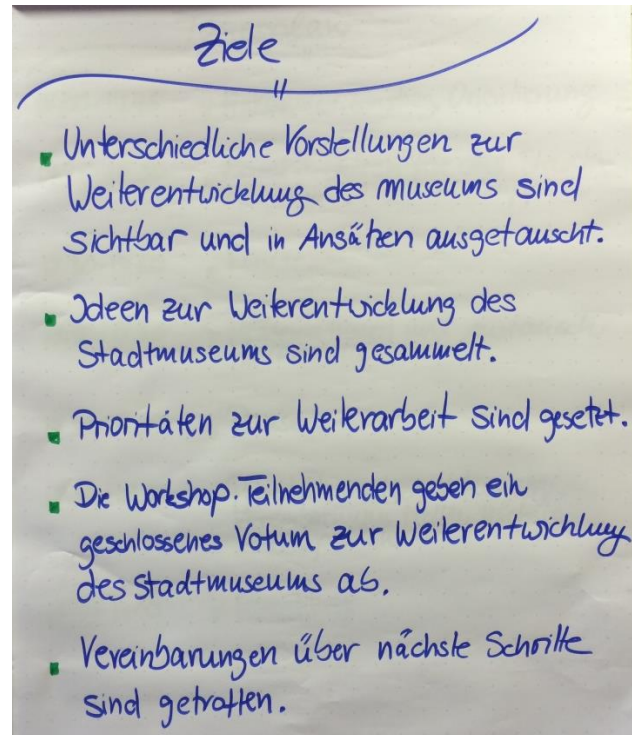 Ziele
Unterschiedliche Vorstellungen zur
Weiterentwicklung des museums sind
sichtbar und in Ansätzen ausgetauscht.
Ideen zur Weiterentwicklung des
Stadtmuseums sind gesammelt.
Prioritäten zur Weiterarbeit sind gesetzt.
Die Workshop-Teilnehmenden geben ein
geschlossenes Votum zur Weiterentwicklung
des Stadtmuseums ab.
Vereinbarungen über nächste Schritte
sind getroffen.